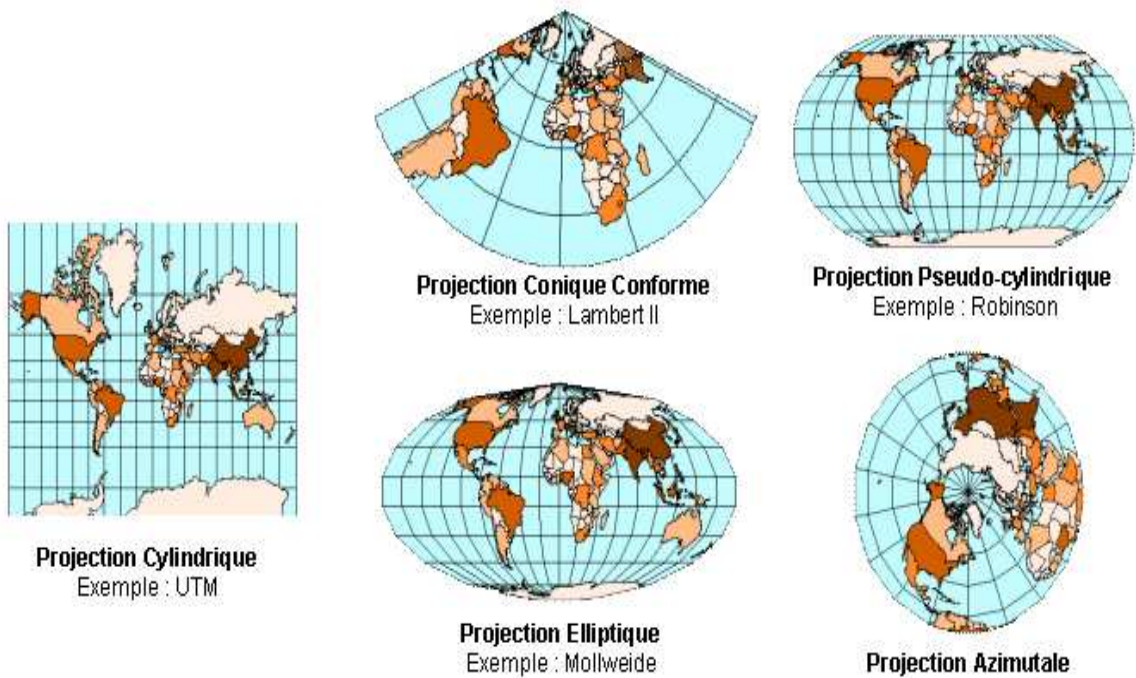 Projection Conique Conforme
Exemple : Lambert II
Projection Pseudo-cylindrique
Exemple : Robinson
Projection Cylindrique
Exemple : UTM
Projection Elliptique
Exemple : Mollweide
Projection Azimutale